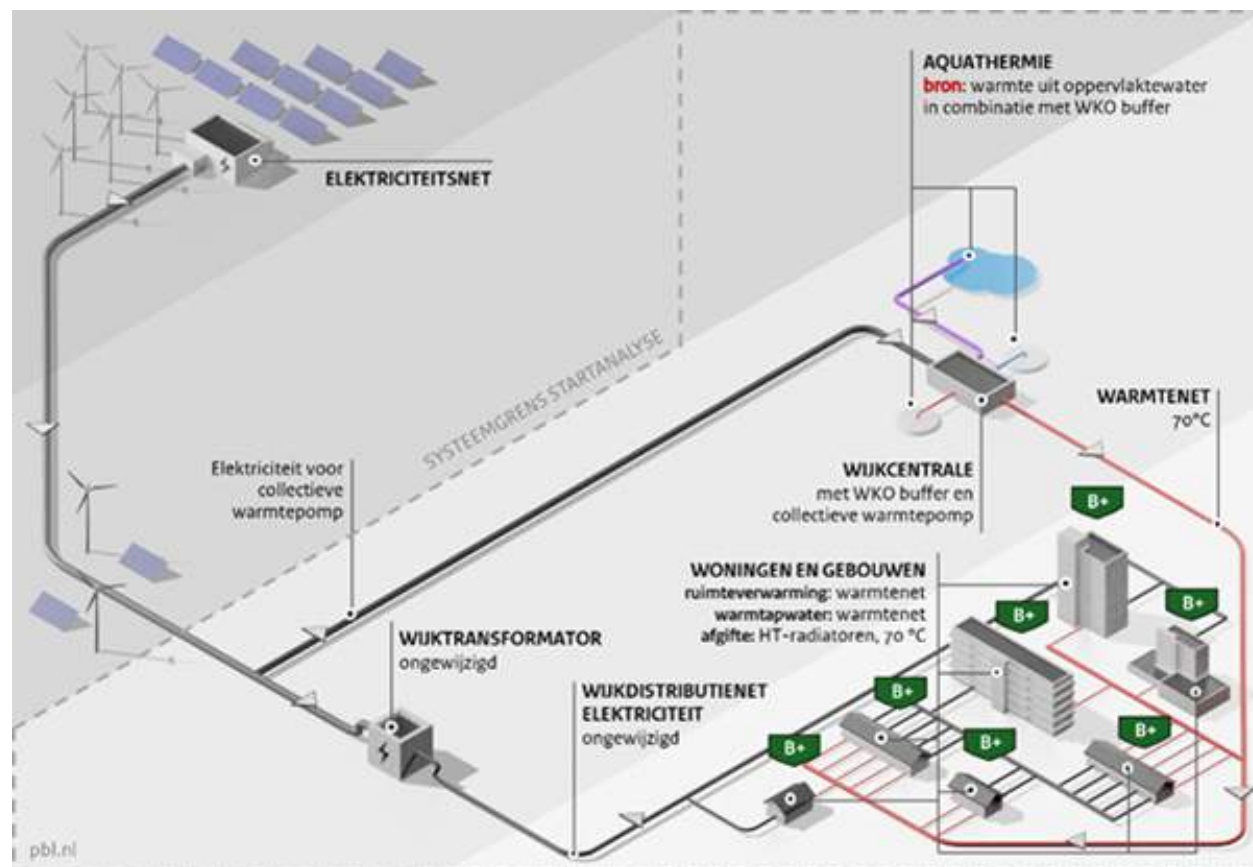 AQUATHERMIE
bron: warmte uit oppervlaktewater
in combinatie met WKO buffer
ELEKTRICITEITSNET
SYSTEEMGRENS STARTANALYSE
WARMTENET
70°C
Elektriciteit voor
collectieve
warmtepomp
WIJKCENTRALE
met WKO buffer en
collectieve warmtepomp
B+
WONINGEN EN GEBOUWEN
ruimteverwarming: warmtenet
warmtapwater: warmtenet
afgifte: HT-radiatoren, 70 °C
B+
B+
WIJKTRANSFORMATOR
ongewijzigd
WIJKDISTRIBUTIENET
ELEKTRICITEIT
ongewijzigd
B+
B+
B+
B+
pbl.nl